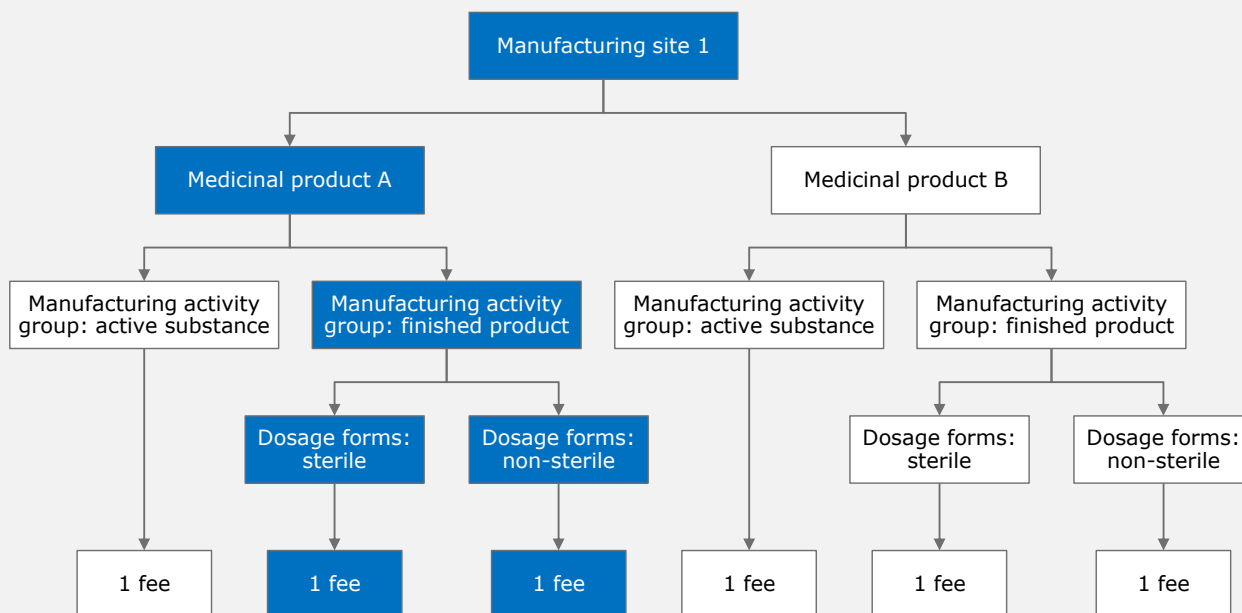 Manufacturing site 1
Medicinal product A
Medicinal product B
Manufacturing activity
group: active substance
Manufacturing activity
group: finished product
Manufacturing activity
group: active substance
Manufacturing activity
group: finished product
Dosage forms:
sterile
Dosage forms:
non-sterile
Dosage forms:
sterile
Dosage forms:
non-sterile
1 fee
1 fee
1 fee
1 fee
1 fee
1 fee